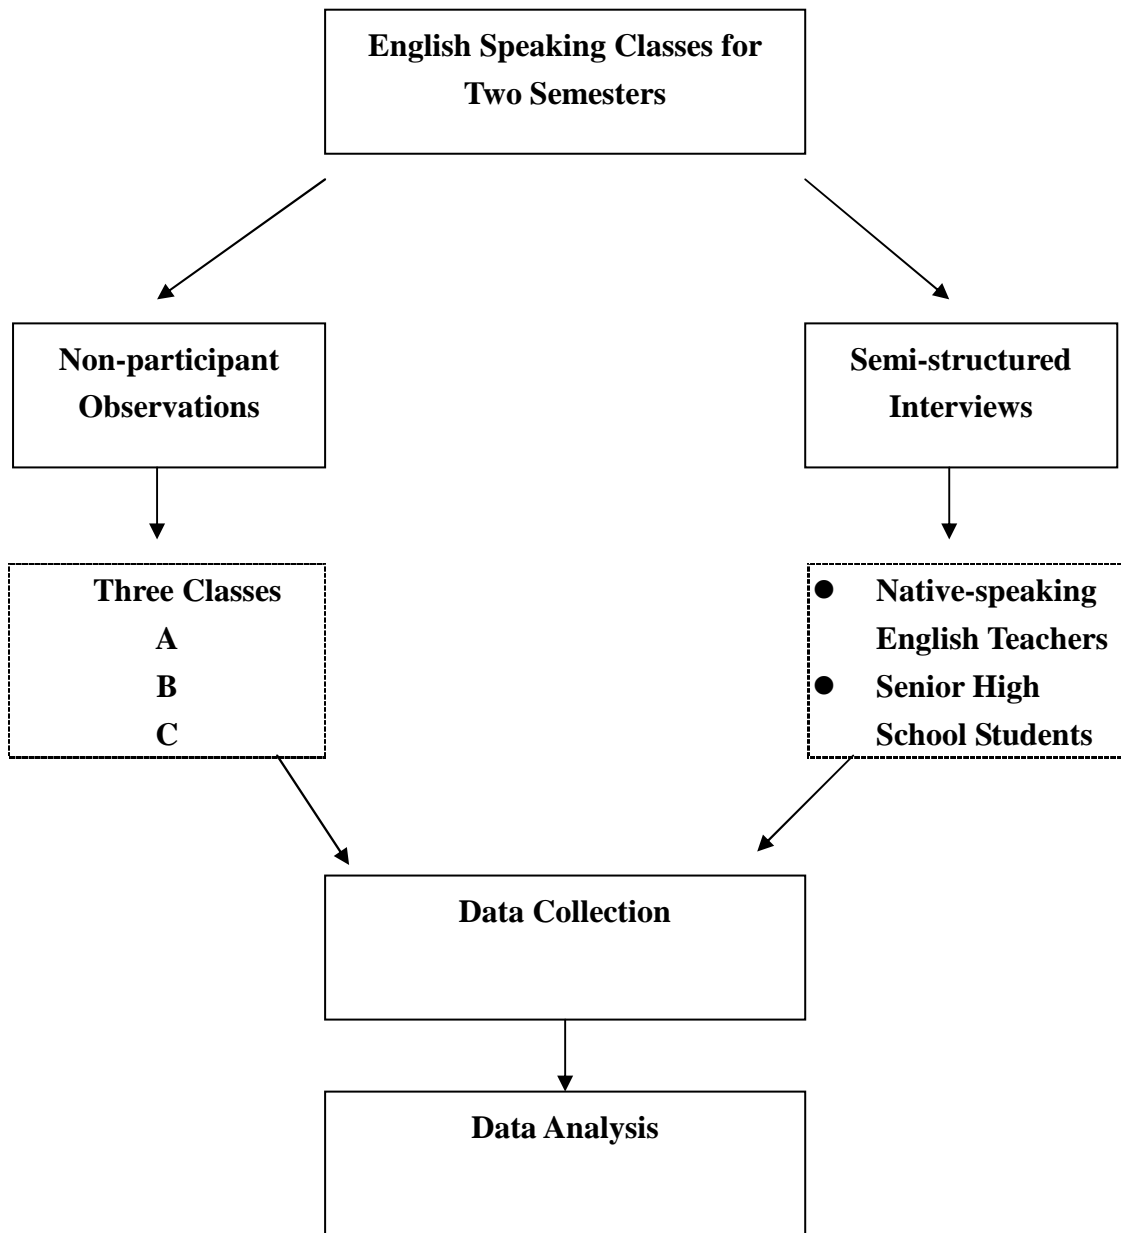 English Speaking Classes for
Two Semesters
Non-participant
Observations
Semi-structured
Interviews
Three Classes
A
B
C
● Native-speaking
English Teachers
● Senior High
School Students
Data Collection
Data Analysis